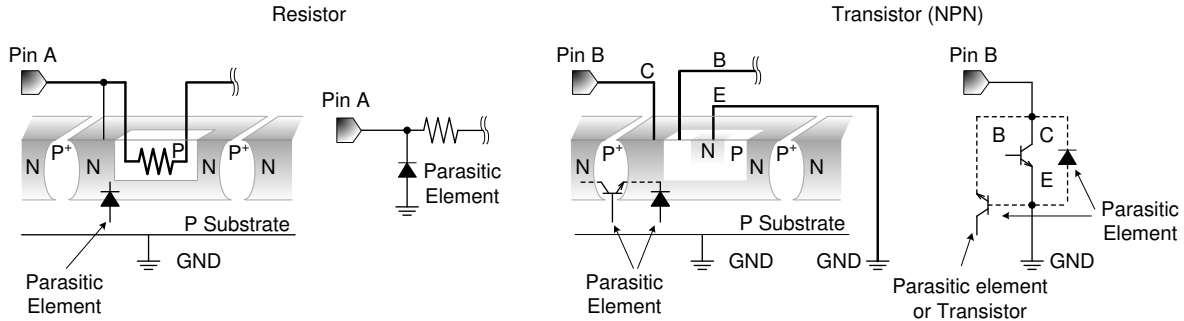 Resistor
Pin A
N P+ N P N P+ N
P Substrate
GND
Parasitic
Element
Pin A
Parasitic
Element
Transistor (NPN)
Pin B
C
B
E
N P+ N N P N P+ N
P Substrate
GND
GND
Parasitic
Element
Pin B
B
C
E
GND
Parasitic
Element
Parasitic element
or Transistor